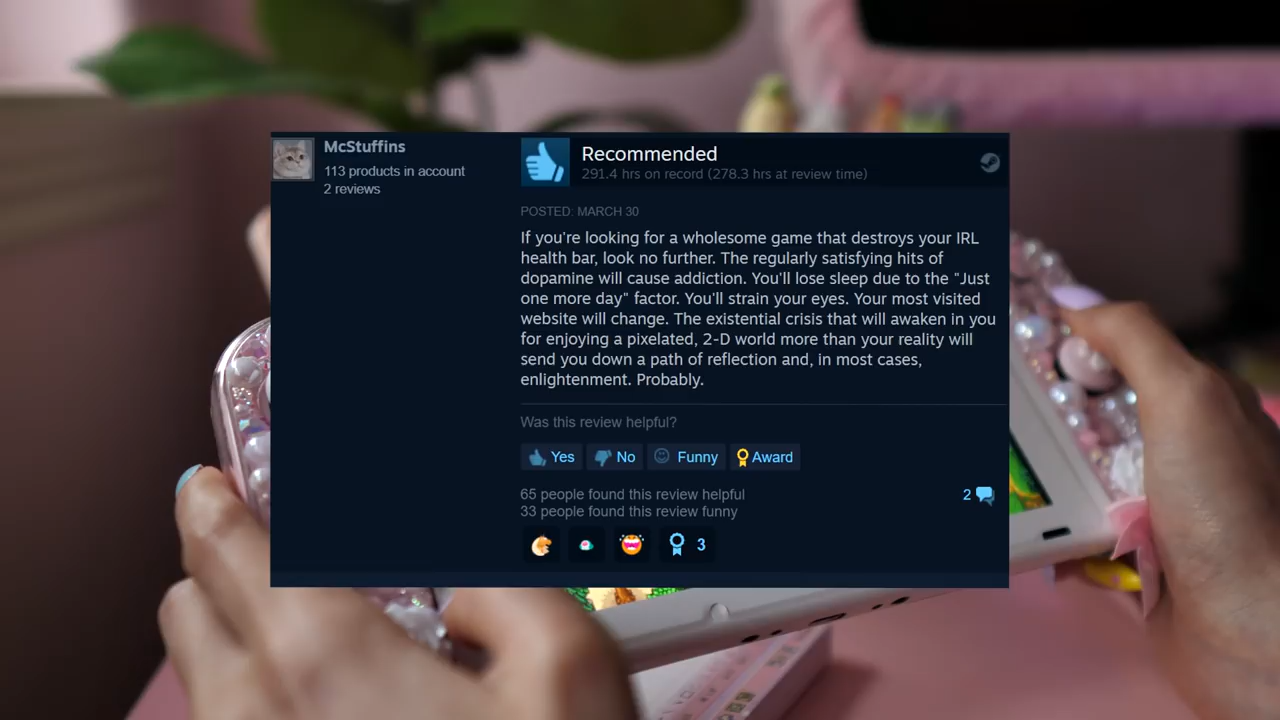 McStuffins
113 products in account
2 reviews
Recommended
291.4 hrs on record (278.3 hrs at review time)
POSTED: MARCH 30
If you're looking for a wholesome game that destroys your IRL
health bar, look no further. The regularly satisfying hits of
dopamine will cause addiction. You'll lose sleep due to the "Just
one more day" factor. You'll strain your eyes. Your most visited
website will change. The existential crisis that will awaken in you
for enjoying a pixelated, 2-D world more than your reality will
send you down a path of reflection and, in most cases,
enlightenment. Probably.
Was this review helpful?
Yes No Funny Award
65 people found this review helpful
33 people found this review funny
2
3